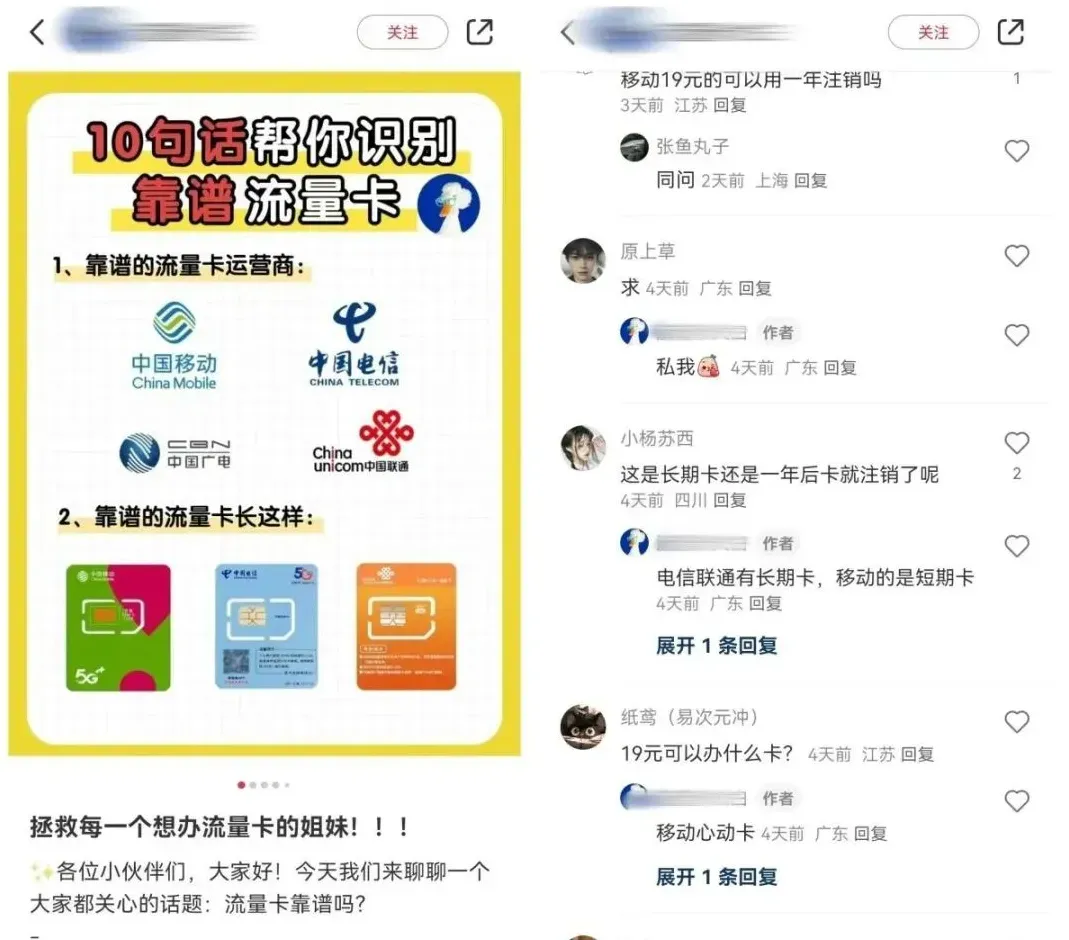 关注
10句话帮你识别
靠谱流量卡
1、靠谱的流量卡运营商：
中国移动
China Mobile
中国电信
CHINA TELECOM
CBN
中国广电
China
unicom中国联通
2、靠谱的流量卡长这样：
中国移动
5G+
中国电信
5G
拯救每一个想办流量卡的姐妹！！！
✨各位小伙伴们，大家好！今天我们来聊聊一个
大家都关心的话题：流量卡靠谱吗？
关注
移动19元的可以用一年注销吗
1
3天前 江苏 回复
张鱼丸子
同问 2天前 上海 回复
原上草
求 4天前 广东 回复
作者
私我 4天前 广东 回复
小杨苏西
这是长期卡还是一年后卡就注销了呢
2
4天前 四川 回复
作者
电信联通有长期卡，移动的是短期卡
4天前 广东 回复
展开 1 条回复
纸鸢（易次元冲）
19元可以办什么卡？ 4天前 江苏 回复
作者
移动心动卡 4天前 广东 回复
展开 1 条回复